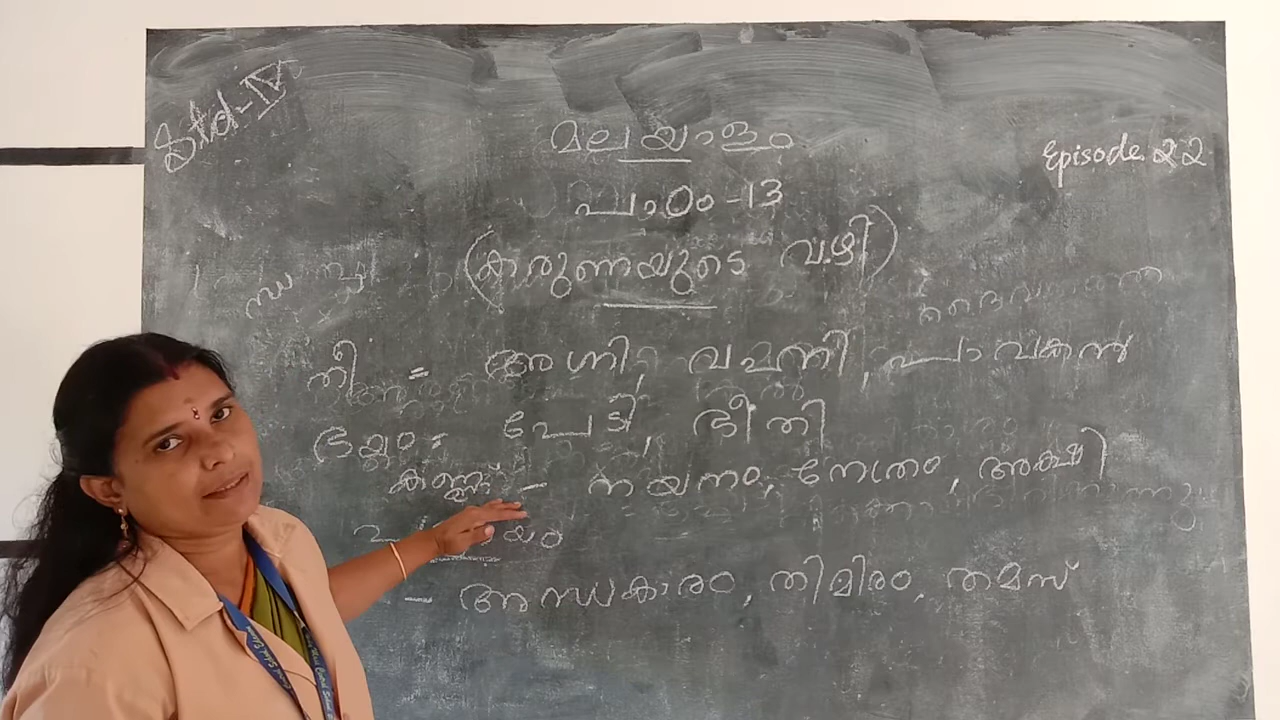 Std-IV
മലയാളം
Episode. 22
പാഠം -13
(കരുണയുടെ വഴി)
തീ = അഗ്നി, വഹ്നി, പാവകൻ
ഭയം = പേടി, ഭീതി
കണ്ണ് - നയനം, നേത്രം, അക്ഷി
- അന്ധകാരം, തിമിരം, തമസ്